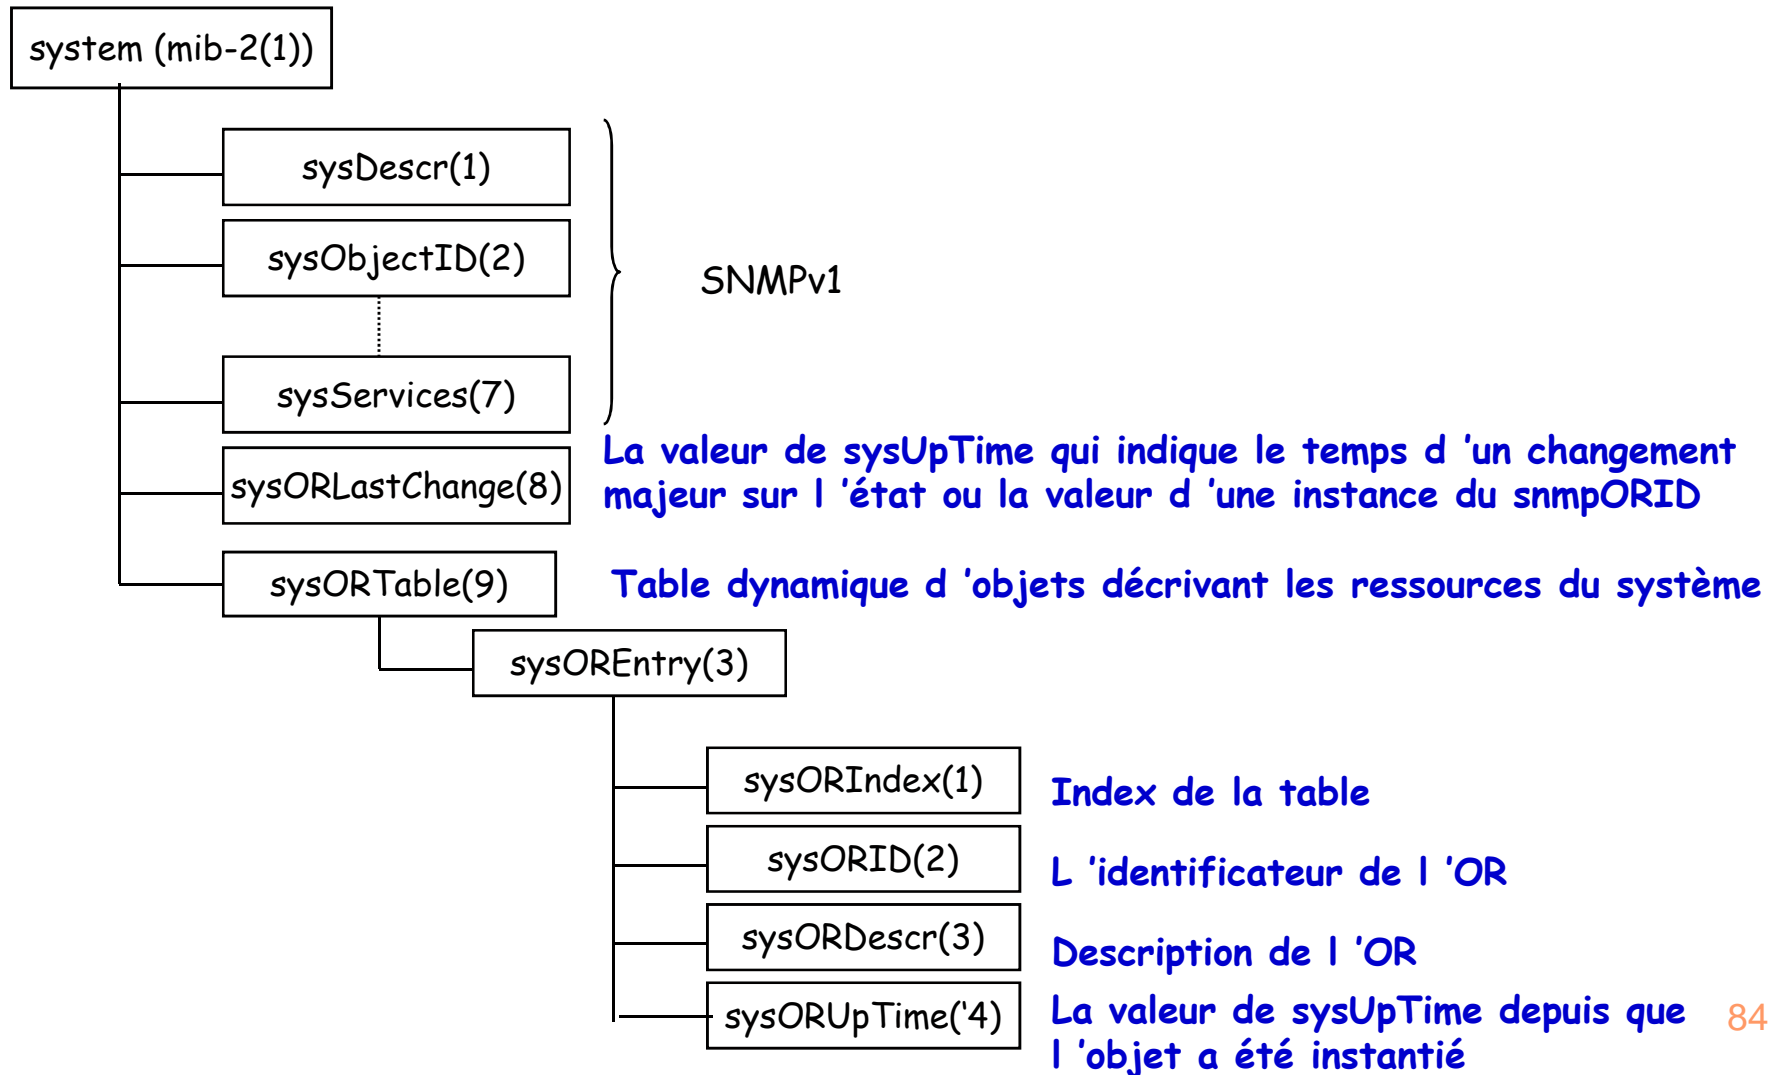 system (mib-2(1))
sysDescr(1)
sysObjectID(2)
SNMPv1
sysServices(7)
sysORLastChange(8)
La valeur de sysUpTime qui indique le temps d 'un changement
majeur sur l 'état ou la valeur d 'une instance du snmpORID
sysORTable(9)
Table dynamique d 'objets décrivant les ressources du système
sysOREntry(3)
sysORIndex(1)
Index de la table
sysORID(2)
L 'identificateur de l 'OR
sysORDescr(3)
Description de l 'OR
sysORUpTime('4)
La valeur de sysUpTime depuis que
l 'objet a été instantié
84